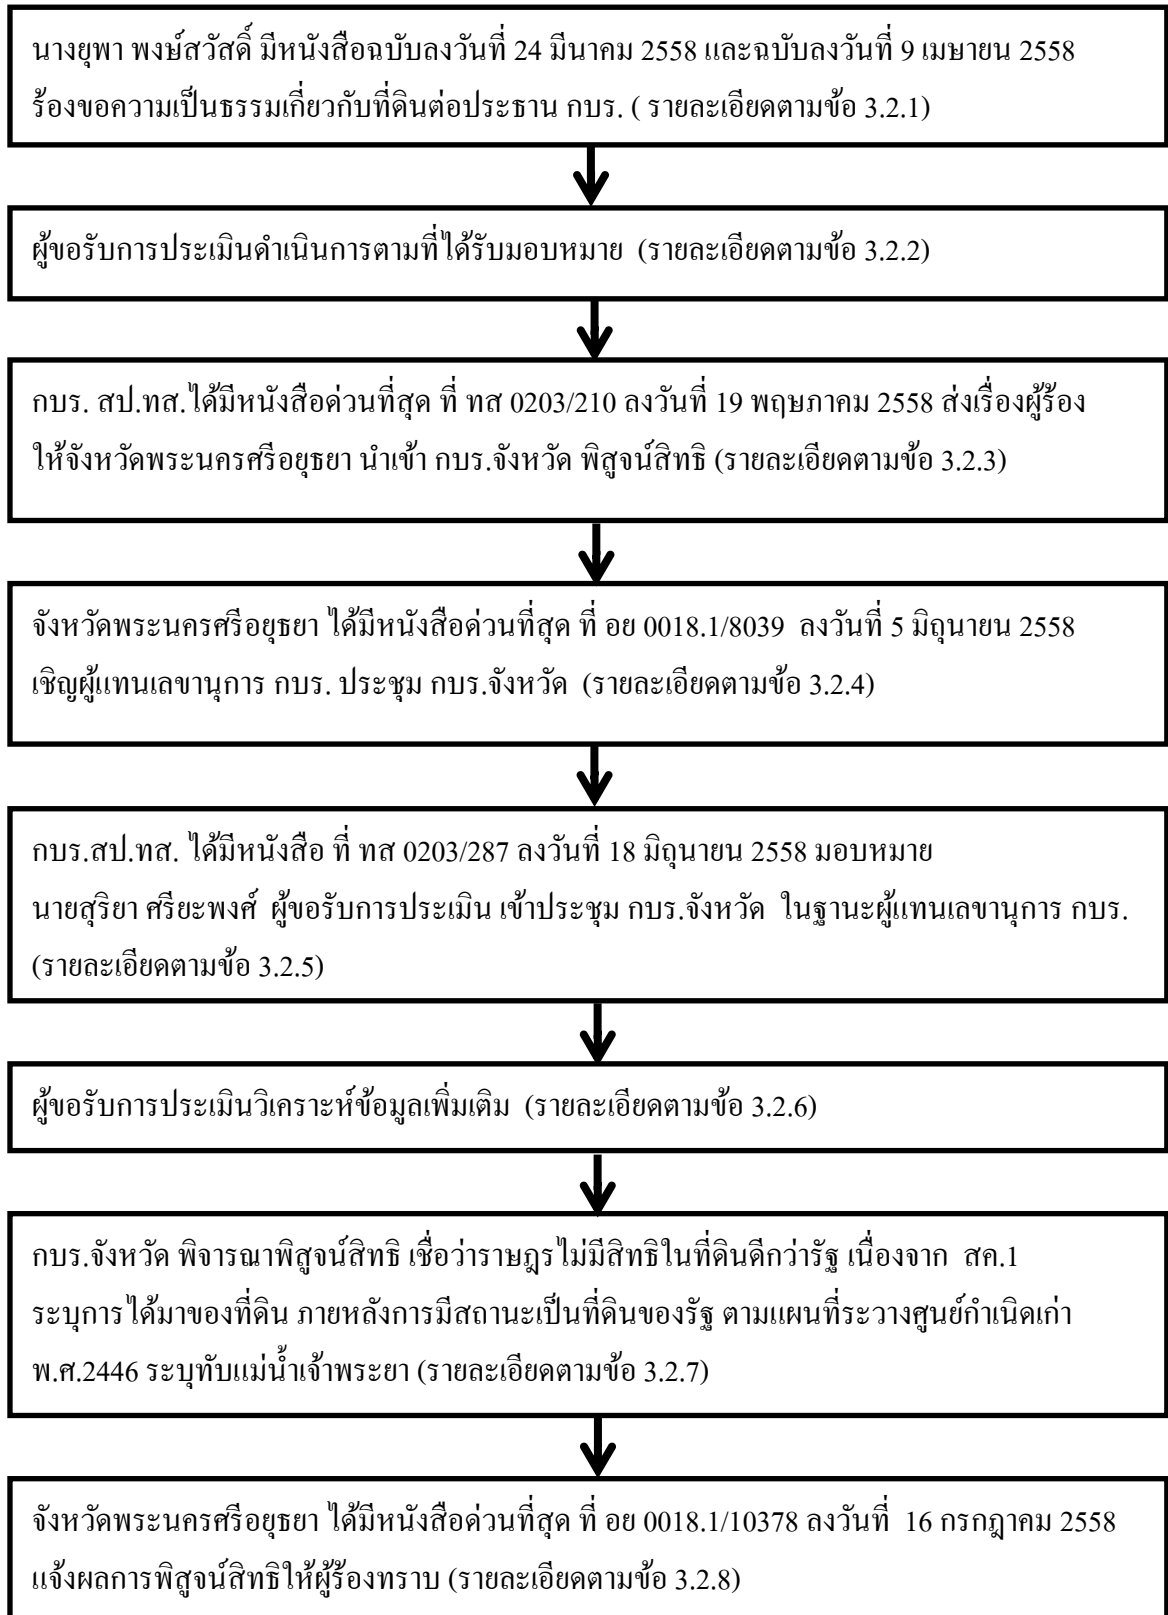 นางยุพา พงษ์สวัสดิ์ มีหนังสือฉบับลงวันที่ 24 มีนาคม 2558 และฉบับลงวันที่ 9 เมษายน 2558
ร้องขอความเป็นธรรมเกี่ยวกับที่ดินต่อประธาน กบร. ( รายละเอียดตามข้อ 3.2.1)
ผู้ขอรับการประเมินดำเนินการตามที่ได้รับมอบหมาย (รายละเอียดตามข้อ 3.2.2)
กบร. สป.ทส.ได้มีหนังสือด่วนที่สุด ที่ ทส 0203/210 ลงวันที่ 19 พฤษภาคม 2558 ส่งเรื่องผู้ร้อง
ให้จังหวัดพระนครศรีอยุธยา นำเข้า กบร.จังหวัด พิสูจน์สิทธิ (รายละเอียดตามข้อ 3.2.3)
จังหวัดพระนครศรีอยุธยา ได้มีหนังสือด่วนที่สุด ที่ อย 0018.1/8039 ลงวันที่ 5 มิถุนายน 2558
เชิญผู้แทนเลขานุการ กบร. ประชุม กบร.จังหวัด (รายละเอียดตามข้อ 3.2.4)
กบร.สป.ทส. ได้มีหนังสือ ที่ ทส 0203/287 ลงวันที่ 18 มิถุนายน 2558 มอบหมาย
นายสุริยา ศรียะพงศ์ ผู้ขอรับการประเมิน เข้าประชุม กบร.จังหวัด ในฐานะผู้แทนเลขานุการ กบร.
(รายละเอียดตามข้อ 3.2.5)
ผู้ขอรับการประเมินวิเคราะห์ข้อมูลเพิ่มเติม (รายละเอียดตามข้อ 3.2.6)
กบร.จังหวัด พิจารณาพิสูจน์สิทธิ เชื่อว่าราษฎรไม่มีสิทธิในที่ดินดีกว่ารัฐ เนื่องจาก สค.1
ระบุการได้มาของที่ดิน ภายหลังการมีสถานะเป็นที่ดินของรัฐ ตามแผนที่ระวางศูนย์กำเนิดเก่า
พ.ศ.2446 ระบุทับแม่น้ำเจ้าพระยา (รายละเอียดตามข้อ 3.2.7)
จังหวัดพระนครศรีอยุธยา ได้มีหนังสือด่วนที่สุด ที่ อย 0018.1/10378 ลงวันที่ 16 กรกฎาคม 2558
แจ้งผลการพิสูจน์สิทธิให้ผู้ร้องทราบ (รายละเอียดตามข้อ 3.2.8)